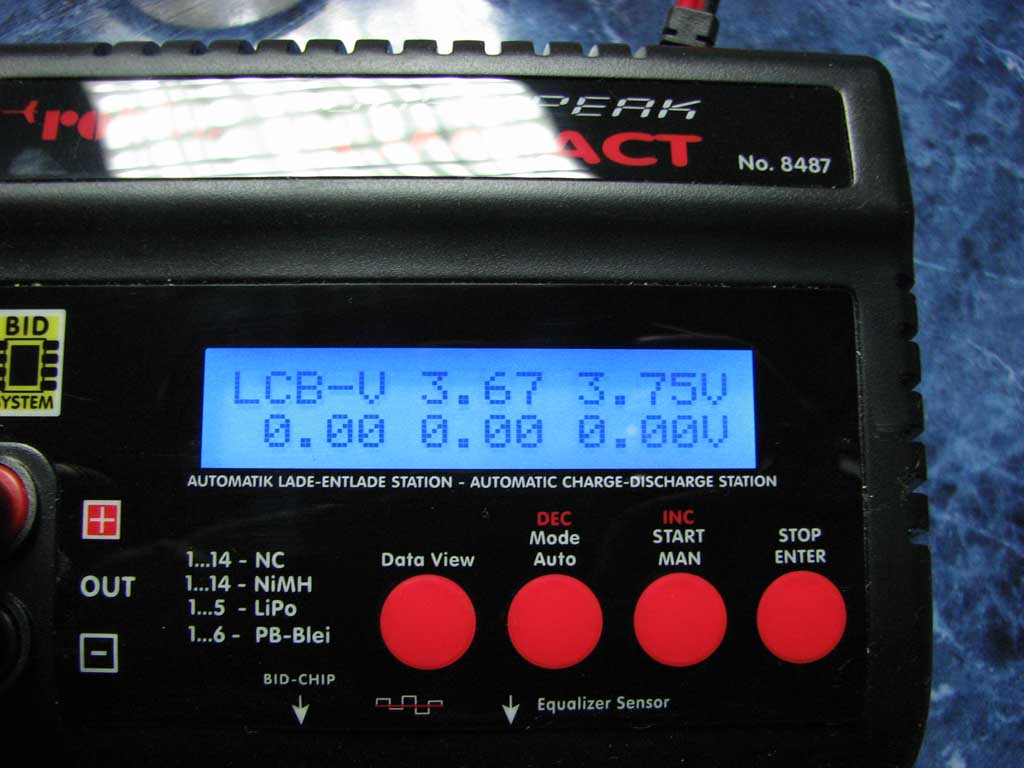 PEAK
ACT
No. 8487
BID
SYSTEM
LCB-V 3.67 3.75V
0.00 0.00 0.00V
AUTOMATIK LADE-ENTLADE STATION - AUTOMATIC CHARGE-DISCHARGE STATION
DEC
Mode
Auto
INC
START
MAN
STOP
ENTER
Data View
1...14 - NC
1...14 - NiMH
1...5 - LiPo
1...6 - PB-Blei
+
OUT
-
BID-CHIP
Equalizer Sensor